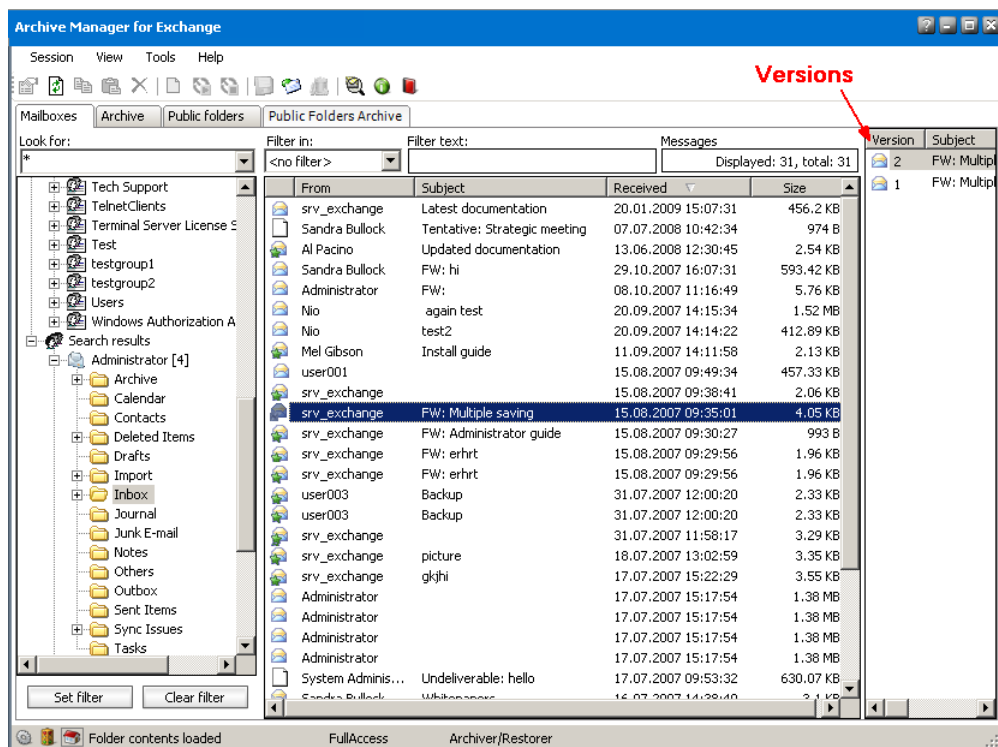 Archive Manager for Exchange
Session View Tools Help
Versions
Mailboxes Archive Public folders Public Folders Archive
Look for: Filter in: Filter text: Messages Version Subject
* <no filter> Displayed: 31, total: 31 2 FW: Multipl
1 FW: Multipl
From Subject Received Size
Tech Support
TelnetClients
Terminal Server License S
Test
testgroup1
testgroup2
Users
Windows Authorization A
Search results
Administrator [4]
Archive
Calendar
Contacts
Deleted Items
Drafts
Import
Inbox
Journal
Junk E-mail
Notes
Others
Outbox
Sent Items
Sync Issues
Tasks
srv_exchange Latest documentation 20.01.2009 15:07:31 456.2 KB
Sandra Bullock Tentative: Strategic meeting 07.07.2008 10:42:34 974 B
Al Pacino Updated documentation 13.06.2008 12:30:45 2.54 KB
Sandra Bullock FW: hi 29.10.2007 16:07:31 593.42 KB
Administrator FW: 08.10.2007 11:16:49 5.76 KB
Nio again test 20.09.2007 14:15:34 1.52 MB
Nio test2 20.09.2007 14:14:22 412.89 KB
Mel Gibson Install guide 11.09.2007 14:11:58 2.13 KB
user001 15.08.2007 09:49:34 457.33 KB
srv_exchange 15.08.2007 09:38:41 2.06 KB
srv_exchange FW: Multiple saving 15.08.2007 09:35:01 4.05 KB
srv_exchange FW: Administrator guide 15.08.2007 09:30:27 993 B
srv_exchange FW: erhrt 15.08.2007 09:29:56 1.96 KB
srv_exchange FW: erhrt 15.08.2007 09:29:56 1.96 KB
user003 Backup 31.07.2007 12:00:20 2.33 KB
user003 Backup 31.07.2007 12:00:20 2.33 KB
srv_exchange 31.07.2007 11:58:17 3.29 KB
srv_exchange picture 18.07.2007 13:02:59 3.35 KB
srv_exchange gkjhi 17.07.2007 15:22:29 3.55 KB
Administrator 17.07.2007 15:17:54 1.38 MB
Administrator 17.07.2007 15:17:54 1.38 MB
Administrator 17.07.2007 15:17:54 1.38 MB
Administrator 17.07.2007 15:17:54 1.38 MB
System Adminis... Undeliverable: hello 17.07.2007 09:53:32 630.07 KB
Sandra Bullock Whitepapers 16.07.2007 14:38:40 3.1 KB
Set filter Clear filter
Folder contents loaded FullAccess Archiver/Restorer